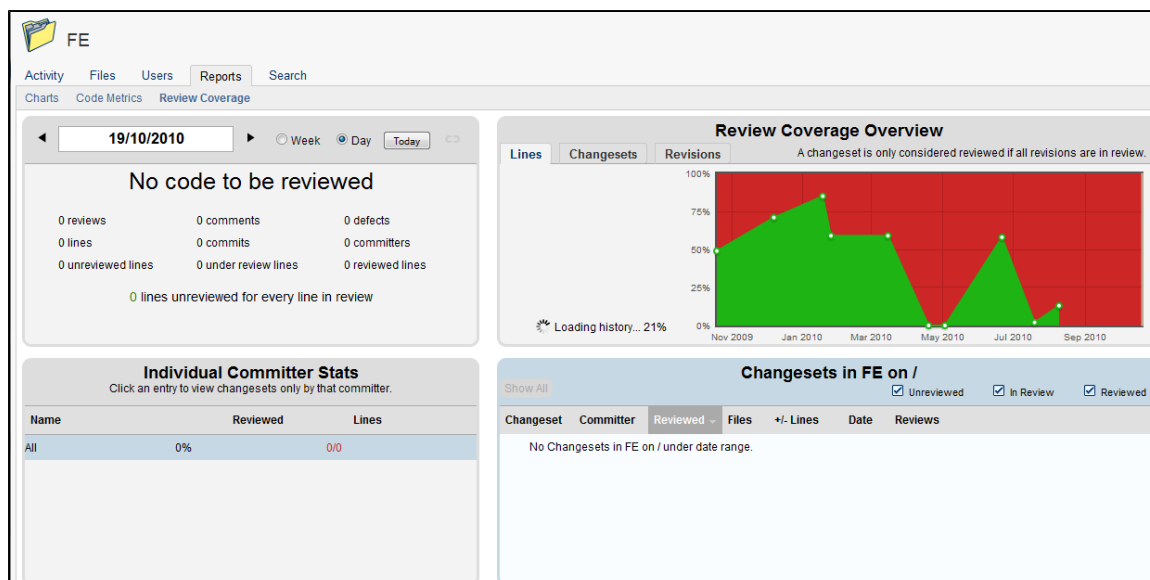 FE
Activity Files Users Reports Search
Charts Code Metrics Review Coverage
19/10/2010 Week Day Today
No code to be reviewed
0 reviews 0 comments 0 defects
0 lines 0 commits 0 committers
0 unreviewed lines 0 under review lines 0 reviewed lines
0 lines unreviewed for every line in review
Review Coverage Overview
Lines Changesets Revisions A changeset is only considered reviewed if all revisions are in review.
100%
75%
50%
25%
0%
Loading history... 21%
Nov 2009 Jan 2010 Mar 2010 May 2010 Jul 2010 Sep 2010
Individual Committer Stats
Click an entry to view changesets only by that committer.
Name Reviewed Lines
All 0% 0/0
Changesets in FE on /
Show All Unreviewed In Review Reviewed
Changeset Committer Reviewed Files +/- Lines Date Reviews
No Changesets in FE on / under date range.